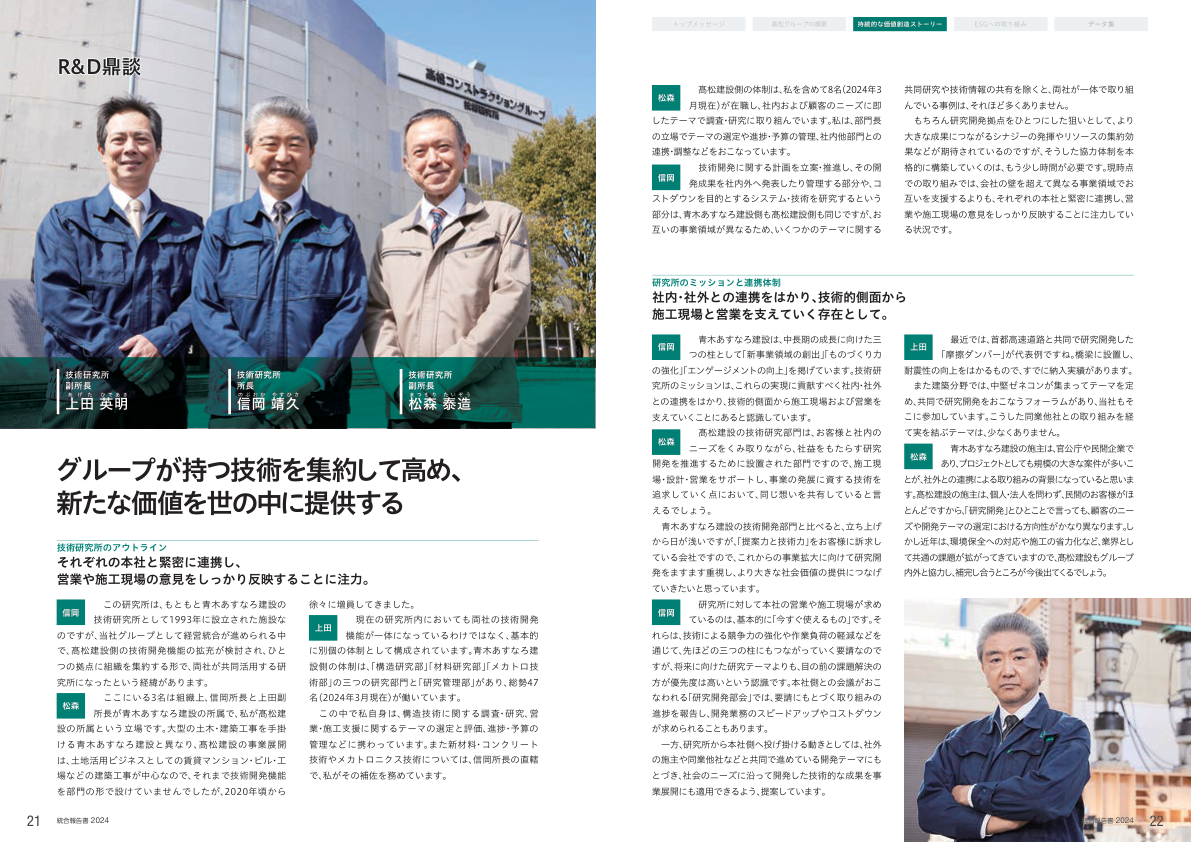 R&D鼎談
髙松コンストラクショングループ
技術研究所
技術研究所
副所長
あげた ひであき
上田 英明
技術研究所
所長
のぶおか やすひさ
信岡 靖久
技術研究所
副所長
まつもり たいぞう
松森 泰造
グループが持つ技術を集約して高め、
新たな価値を世の中に提供する
技術研究所のアウトライン
それぞれの本社と緊密に連携し、
営業や施工現場の意見をしっかり反映することに注力。
信岡
この研究所は、もともと青木あすなろ建設の
技術研究所として1993年に設立された施設な
のですが、当社グループとして経営統合が進められる中
で、髙松建設側の技術開発機能の拡充が検討され、ひと
つの拠点に組織を集約する形で、両社が共同活用する研
究所になったという経緯があります。
松森
ここにいる3名は組織上、信岡所長と上田副
所長が青木あすなろ建設の所属で、私が髙松建
設の所属という立場です。大型の土木・建築工事を手掛
ける青木あすなろ建設と異なり、髙松建設の事業展開
は、土地活用ビジネスとしての賃貸マンション・ビル・工
場などの建築工事が中心なので、それまで技術開発機能
を部門の形で設けていませんでしたが、2020年頃から
徐々に増員してきました。
上田
現在の研究所内においても両社の技術開発
機能が一体になっているわけではなく、基本的
に別個の体制として構成されています。青木あすなろ建
設側の体制は、「構造研究部」「材料研究部」「メカトロ技
術部」の三つの研究部門と「研究管理部」があり、総勢47
名(2024年3月現在)が働いています。
この中で私自身は、構造技術に関する調査・研究、営
業・施工支援に関するテーマの選定と評価、進捗・予算の
管理などに携わっています。また新材料・コンクリート
技術やメカトロニクス技術については、信岡所長の直轄
で、私がその補佐を務めています。
21 統合報告書 2024
トップメッセージ
髙松グループの概要
持続的な価値創造ストーリー
ESGへの取り組み
データ集
松森
髙松建設側の体制は、私を含めて8名(2024年3
月現在)が在職し、社内および顧客のニーズに即
したテーマで調査・研究に取り組んでいます。私は、部門長
の立場でテーマの選定や進捗・予算の管理、社内他部門との
連携・調整などをおこなっています。
信岡
技術開発に関する計画を立案・推進し、その開
発成果を社内外へ発表したり管理する部分や、コ
ストダウンを目的とするシステム・技術を研究するという
部分は、青木あすなろ建設側も髙松建設側も同じですが、お
互いの事業領域が異なるため、いくつかのテーマに関する
共同研究や技術情報の共有を除くと、両社が一体で取り組
んでいる事例は、それほど多くありません。
もちろん研究開発拠点をひとつにした狙いとして、より
大きな成果につながるシナジーの発揮やリソースの集約効
果などが期待されているのですが、そうした協力体制を本
格的に構築していくのは、もう少し時間が必要です。現時点
での取り組みでは、会社の壁を超えて異なる事業領域でお
互いを支援するよりも、それぞれの本社と緊密に連携し、営
業や施工現場の意見をしっかり反映することに注力してい
る状況です。
研究所のミッションと連携体制
社内・社外との連携をはかり、技術的側面から
施工現場と営業を支えていく存在として。
信岡
青木あすなろ建設は、中長期の成長に向けた三
つの柱として「新事業領域の創出」「ものづくり力
の強化」「エンゲージメントの向上」を掲げています。技術研
究所のミッションは、これらの実現に貢献すべく社内・社外
との連携をはかり、技術的側面から施工現場および営業を
支えていくことにあると認識しています。
松森
髙松建設の技術研究部門は、お客様と社内の
ニーズをくみ取りながら、社益をもたらす研究
開発を推進するために設置された部門ですので、施工現
場・設計・営業をサポートし、事業の発展に資する技術を
追求していく点において、同じ想いを共有していると言
えるでしょう。
青木あすなろ建設の技術開発部門と比べると、立ち上げ
から日が浅いですが、「提案力と技術力」をお客様に訴求し
ている会社ですので、これからの事業拡大に向けて研究開
発をますます重視し、より大きな社会価値の提供につなげ
ていきたいと思っています。
信岡
研究所に対して本社の営業や施工現場が求め
ているのは、基本的に「今すぐ使えるもの」です。そ
れらは、技術による競争力の強化や作業負荷の軽減などを
通じて、先ほどの三つの柱にもつながっていく要請なので
すが、将来に向けた研究テーマよりも、目の前の課題解決の
方が優先度は高いという認識です。本社側との会議がおこ
なわれる「研究開発部会」では、要請にもとづく取り組みの
進捗を報告し、開発業務のスピードアップやコストダウン
が求められることもあります。
一方、研究所から本社側へ投げ掛ける動きとしては、社外
の施主や同業他社などと共同で進めている開発テーマにも
とづき、社会のニーズに沿って開発した技術的な成果を事
業展開にも適用できるよう、提案しています。
上田
最近では、首都高速道路と共同で研究開発した
「摩擦ダンパー」が代表例ですね。橋梁に設置し、
耐震性の向上をはかるもので、すでに納入実績があります。
また建築分野では、中堅ゼネコンが集まってテーマを定
め、共同で研究開発をおこなうフォーラムがあり、当社もそ
こに参加しています。こうした同業他社との取り組みを経
て実を結ぶテーマは、少なくありません。
松森
青木あすなろ建設の施主は、官公庁や民間企業で
あり、プロジェクトとしても規模の大きな案件が多いこ
とが、社外との連携による取り組みの背景になっていると思いま
す。髙松建設の施主は、個人・法人を問わず、民間のお客様がほ
とんどですから、「研究開発」とひとことで言っても、顧客のニー
ズや開発テーマの選定における方向性がかなり異なります。し
かし近年は、環境保全への対応や施工の省力化など、業界とし
て共通の課題が拡がってきていますので、髙松建設もグループ
内外と協力し、補完し合うところが今後出てくるでしょう。
統合報告書 2024 22